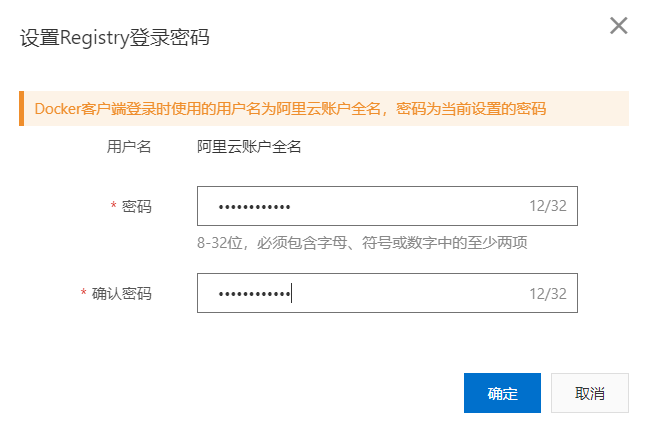 设置Registry登录密码
Docker客户端登录时使用的用户名为阿里云账户全名，密码为当前设置的密码
用户名 阿里云账户全名
* 密码 •••••••••••• 12/32
8-32位，必须包含字母、符号或数字中的至少两项
* 确认密码 •••••••••••• 12/32
确定 取消